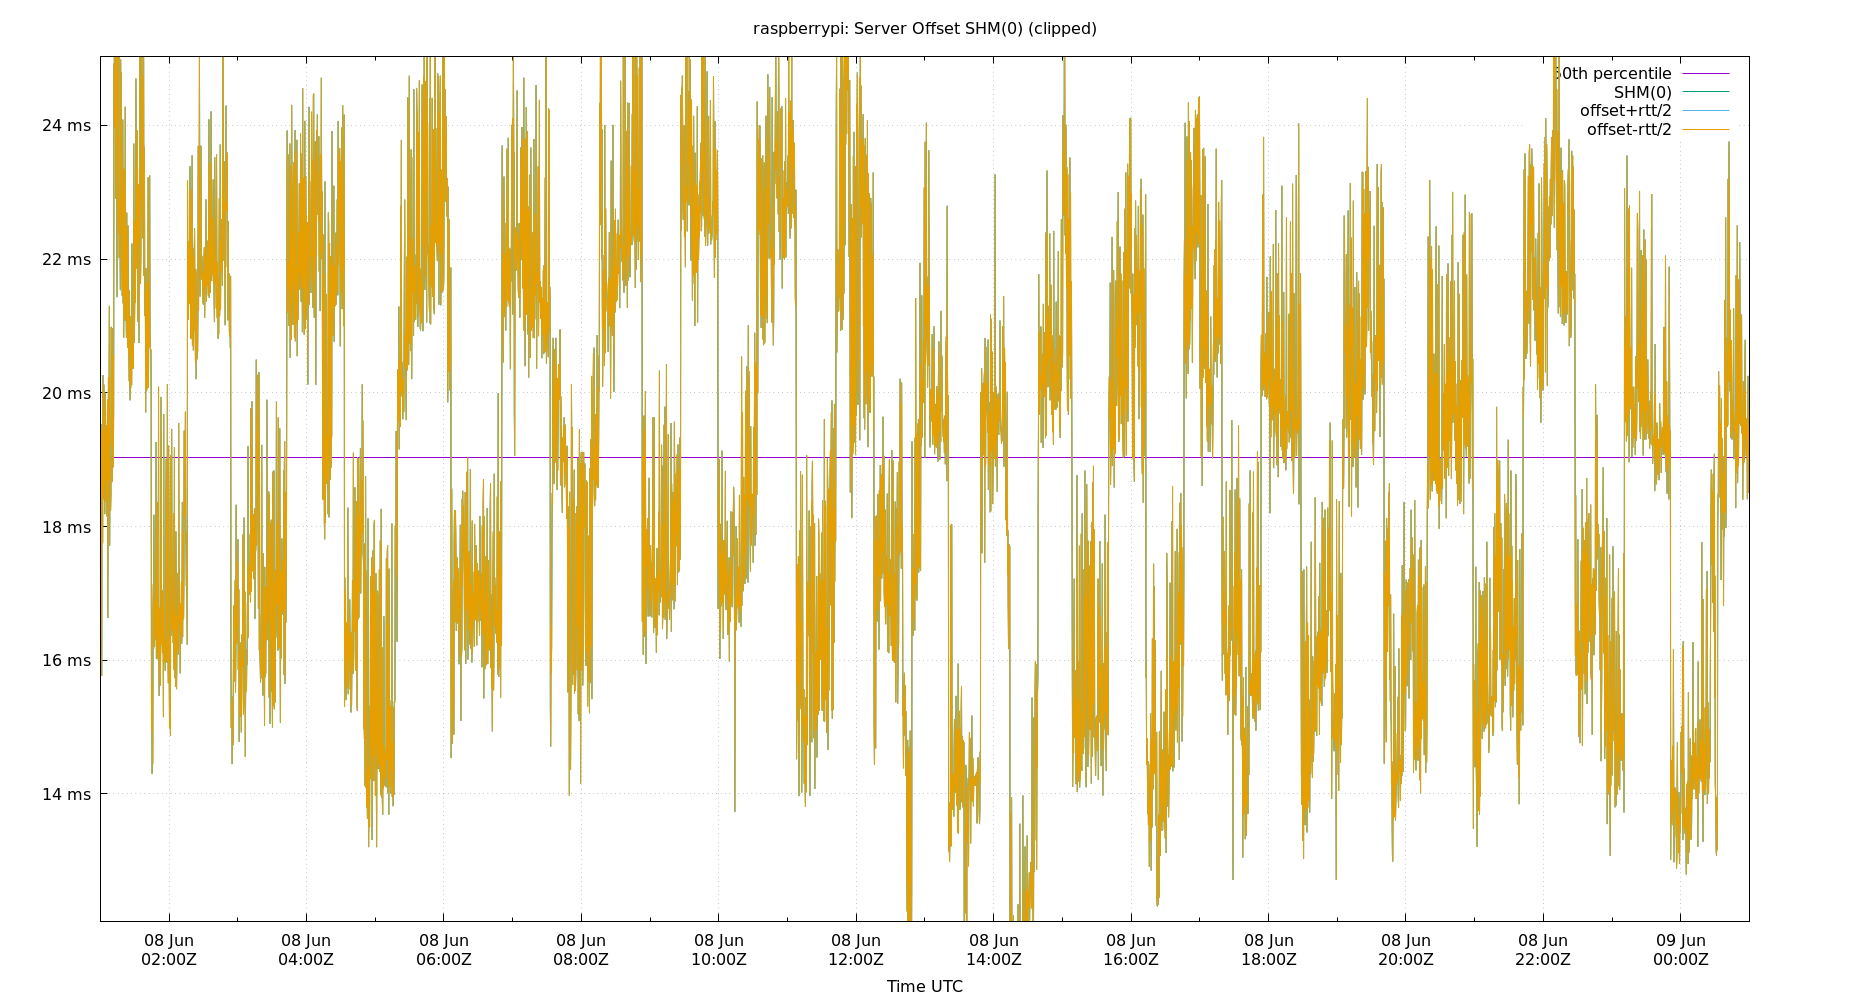 raspberrypi: Server Offset SHM(0) (clipped)
50th percentile
SHM(0)
offset+rtt/2
offset-rtt/2
24 ms
22 ms
20 ms
18 ms
16 ms
14 ms
08 Jun 08 Jun 08 Jun 08 Jun 08 Jun 08 Jun 08 Jun 08 Jun 08 Jun 08 Jun 08 Jun 09 Jun
02:00Z 04:00Z 06:00Z 08:00Z 10:00Z 12:00Z 14:00Z 16:00Z 18:00Z 20:00Z 22:00Z 00:00Z
Time UTC